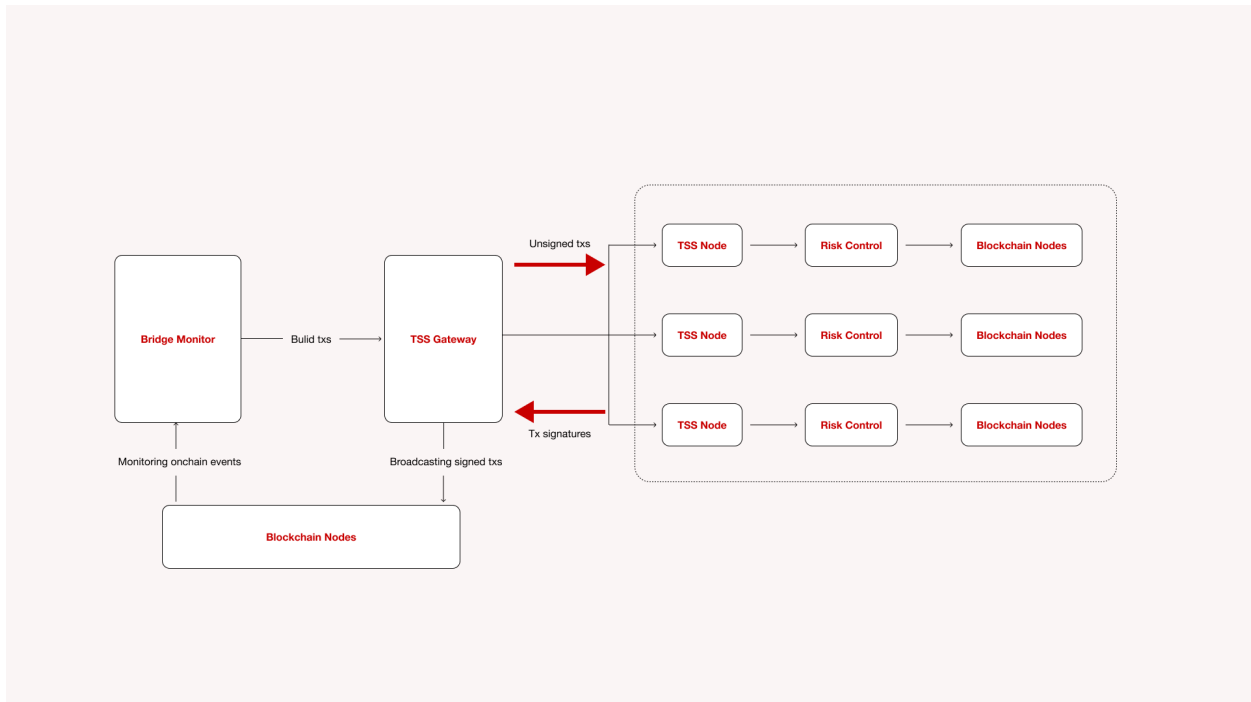 Unsigned txs
TSS Node
Risk Control
Blockchain Nodes
Bridge Monitor
Bulid txs
TSS Gateway
TSS Node
Risk Control
Blockchain Nodes
Tx signatures
TSS Node
Risk Control
Blockchain Nodes
Monitoring onchain events
Broadcasting signed txs
Blockchain Nodes